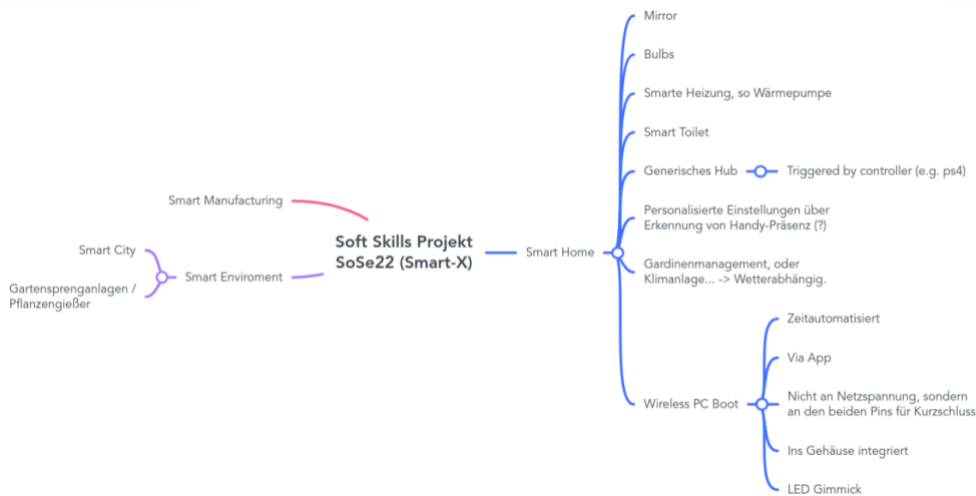 Soft Skills Projekt
SoSe22 (Smart-X)
Smart Manufacturing
Smart Enviroment
Smart City
Gartensprenganlagen /
Pflanzengießer
Smart Home
Mirror
Bulbs
Smarte Heizung, so Wärmepumpe
Smart Toilet
Generisches Hub
Triggered by controller (e.g. ps4)
Personalisierte Einstellungen über
Erkennung von Handy-Präsenz (?)
Gardinenmanagement, oder
Klimanlage... -> Wetterabhängig.
Wireless PC Boot
Zeitautomatisiert
Via App
Nicht an Netzspannung, sondern
an den beiden Pins für Kurzschluss
Ins Gehäuse integriert
LED Gimmick